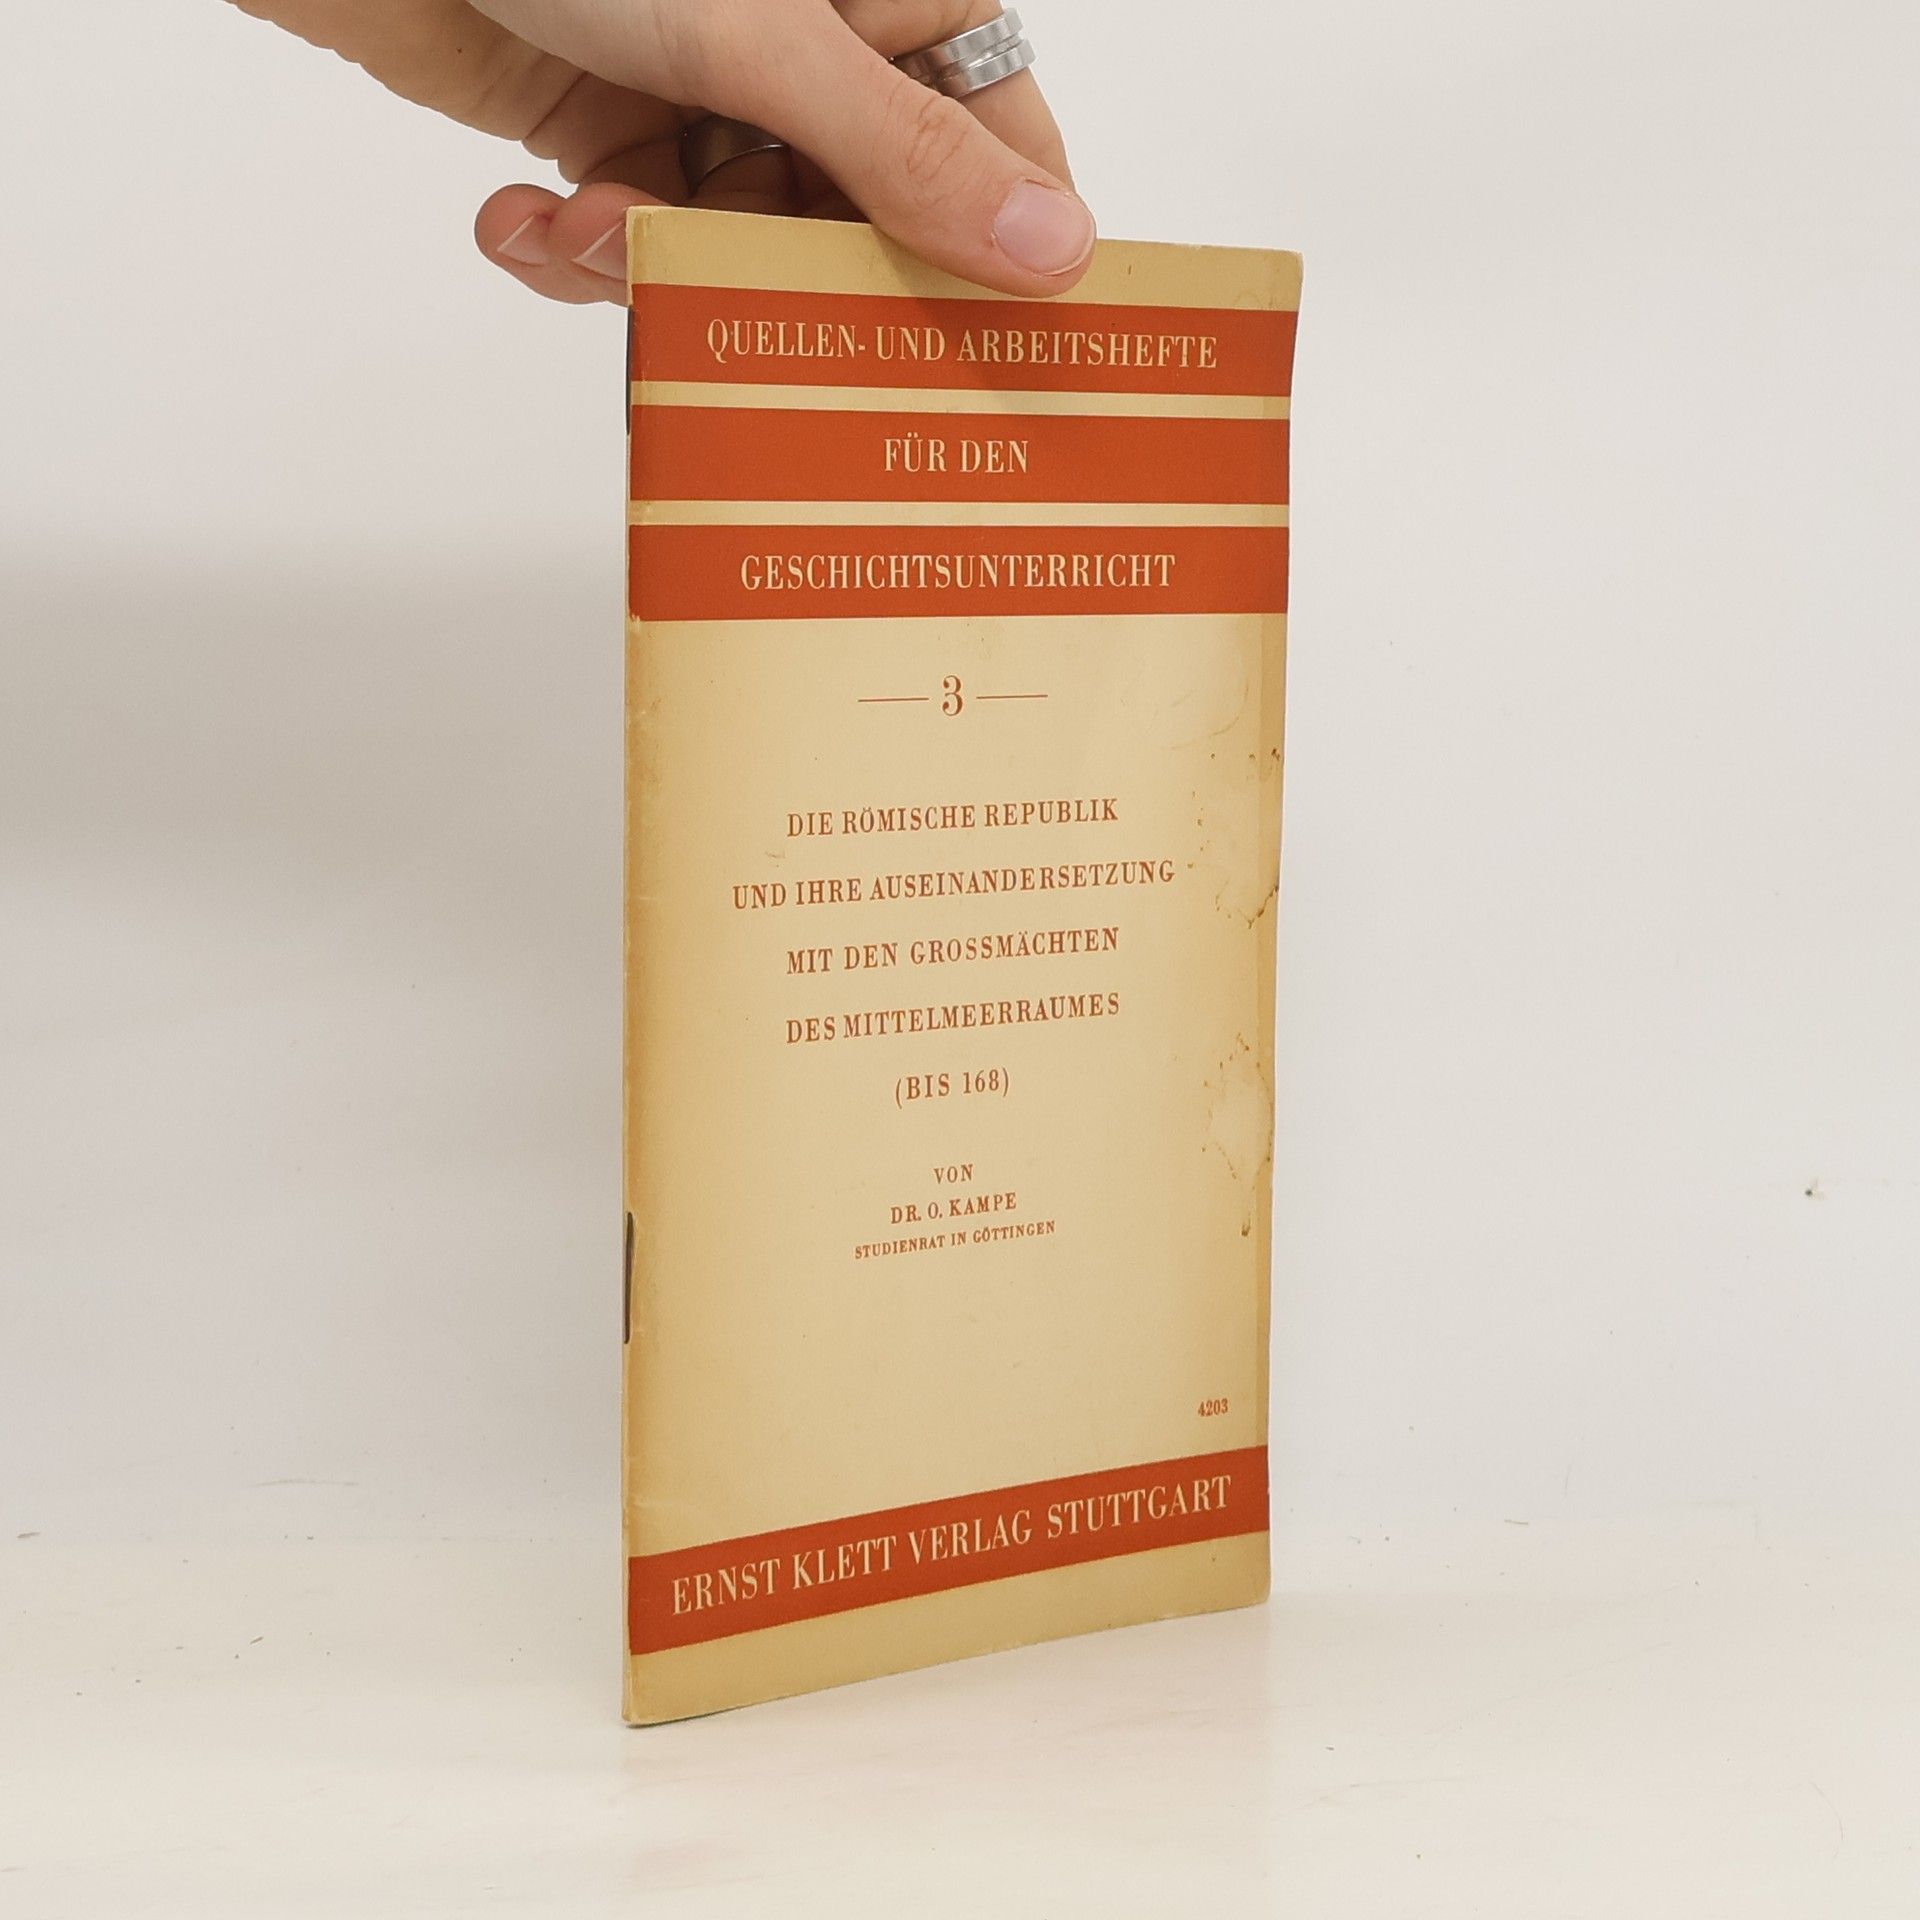 QUELLEN- UND ARBEITSHEFTE
FÜR DEN
GESCHICHTSUNTERRICHT
3
DIE RÖMISCHE REPUBLIK
UND IHRE AUSEINANDERSETZUNG
MIT DEN GROSSMÄCHTEN
DES MITTELMEERRAUMES
(BIS 168)
VON
DR. O. KAMPE
STUDIENRAT IN GÖTTINGEN
4203
ERNST KLETT VERLAG STUTTGART